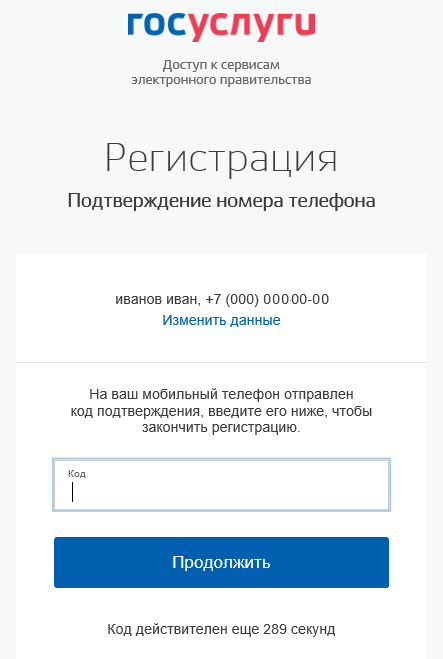 госуслуги
Доступ к сервисам
электронного правительства
Регистрация
Подтверждение номера телефона
иванов иван, +7 (000) 000-00-00
Изменить данные
На ваш мобильный телефон отправлен
код подтверждения, введите его ниже, чтобы
закончить регистрацию.
Код
Продолжить
Код действителен еще 289 секунд